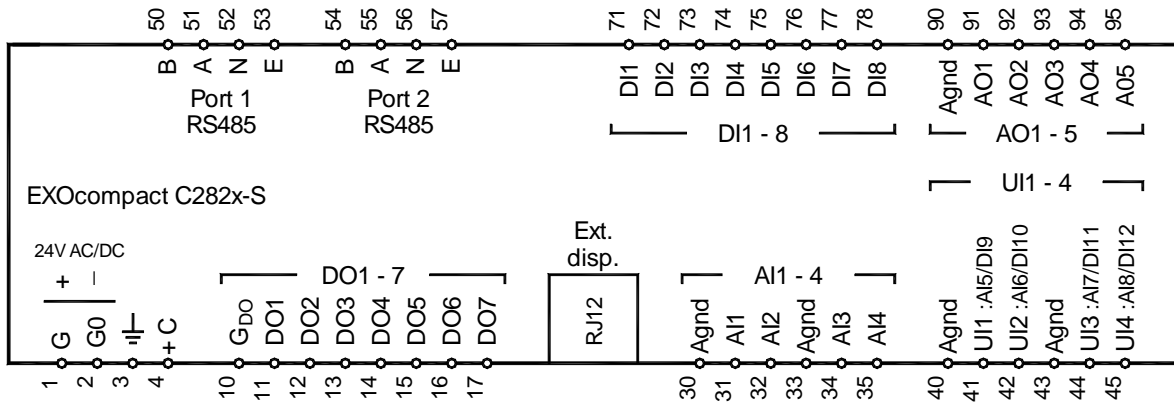 50 51 52 53 54 55 56 57 71 72 73 74 75 76 77 78 90 91 92 93 94 95
B A N E B A N E DI1 DI2 DI3 DI4 DI5 DI6 DI7 DI8 Agnd AO1 AO2 AO3 AO4 A05
Port 1 Port 2
RS485 RS485
DI1 - 8 AO1 - 5
EXOcompact C282x-S
UI1 - 4
24V AC/DC
+ –
Ext.
disp.
DO1 - 7 AI1 - 4
G G0 +C GDO DO1 DO2 DO3 DO4 DO5 DO6 DO7 RJ12 Agnd AI1 AI2 Agnd AI3 AI4 Agnd UI1 :AI5/DI9 UI2 :AI6/DI10 Agnd UI3 :AI7/DI11 UI4 :AI8/DI12
1 2 3 4 10 11 12 13 14 15 16 17 30 31 32 33 34 35 40 41 42 43 44 45